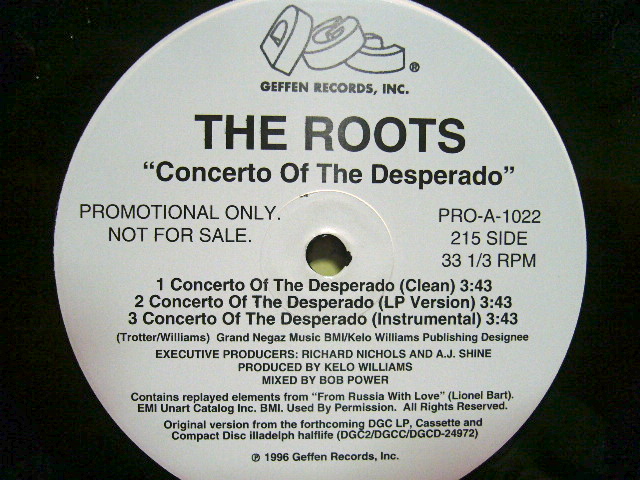 DGC
®
GEFFEN RECORDS, INC.
THE ROOTS
“Concerto Of The Desperado”
PROMOTIONAL ONLY.
NOT FOR SALE.
PRO-A-1022
215 SIDE
33 1/3 RPM
1 Concerto Of The Desperado (Clean) 3:43
2 Concerto Of The Desperado (LP Version) 3:43
3 Concerto Of The Desperado (Instrumental) 3:43
(Trotter/Williams) Grand Negaz Music BMI/Kelo Williams Publishing Designee
EXECUTIVE PRODUCERS: RICHARD NICHOLS AND A.J. SHINE
PRODUCED BY KELO WILLIAMS
MIXED BY BOB POWER
Contains replayed elements from “From Russia With Love” (Lionel Bart).
EMI Unart Catalog Inc. BMI. Used By Permission. All Rights Reserved.
Original version from the forthcoming DGC LP, Cassette and
Compact Disc illadelph halflife (DGC2/DGCC/DGCD-24972)
℗ 1996 Geffen Records, Inc.